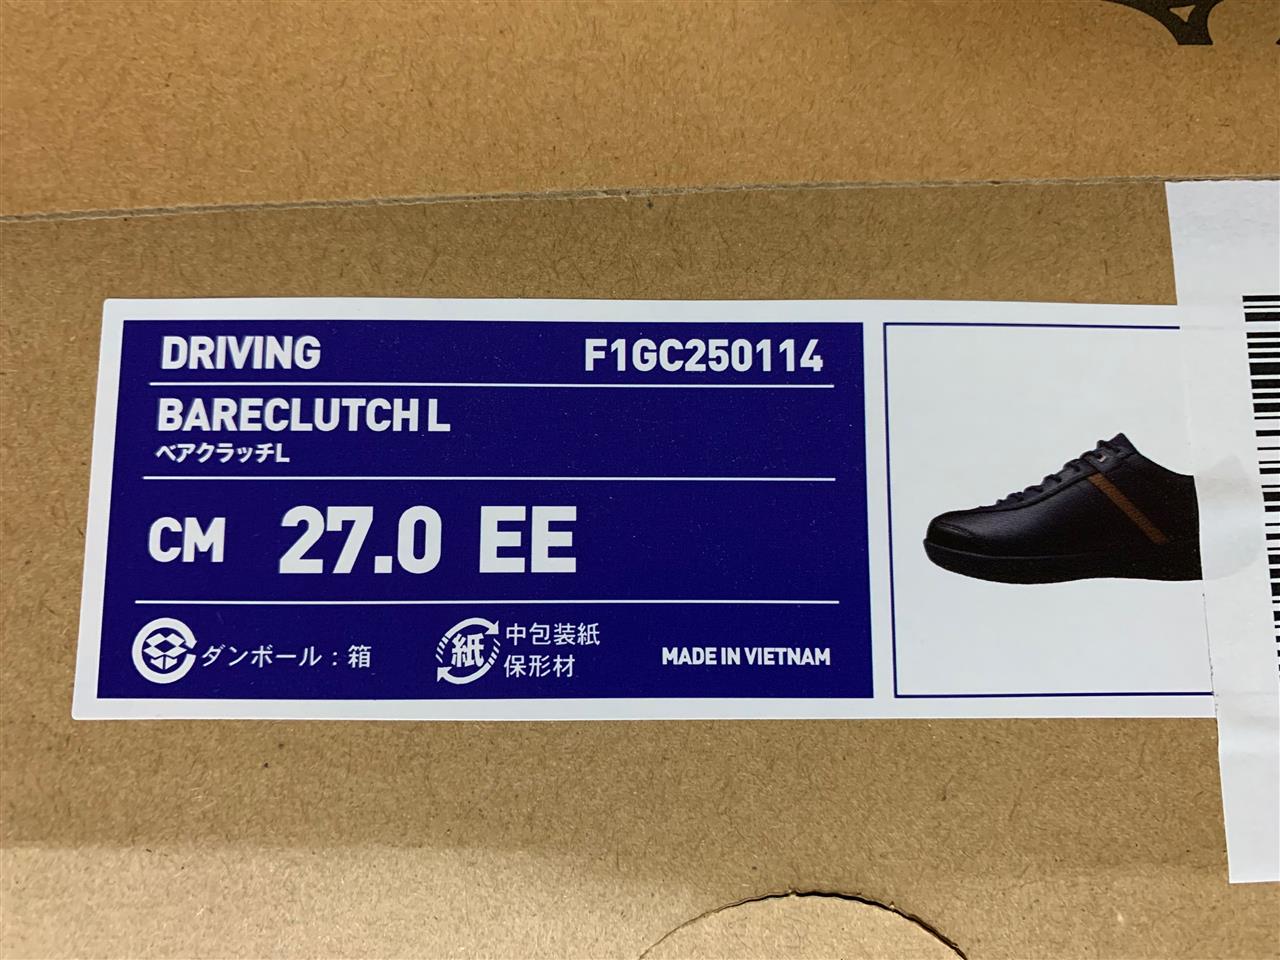 DRIVING F1GC250114
BARECLUTCH L
ベアクラッチL
CM 27.0 EE
ダンボール：箱
紙 中包装紙
保形材
MADE IN VIETNAM